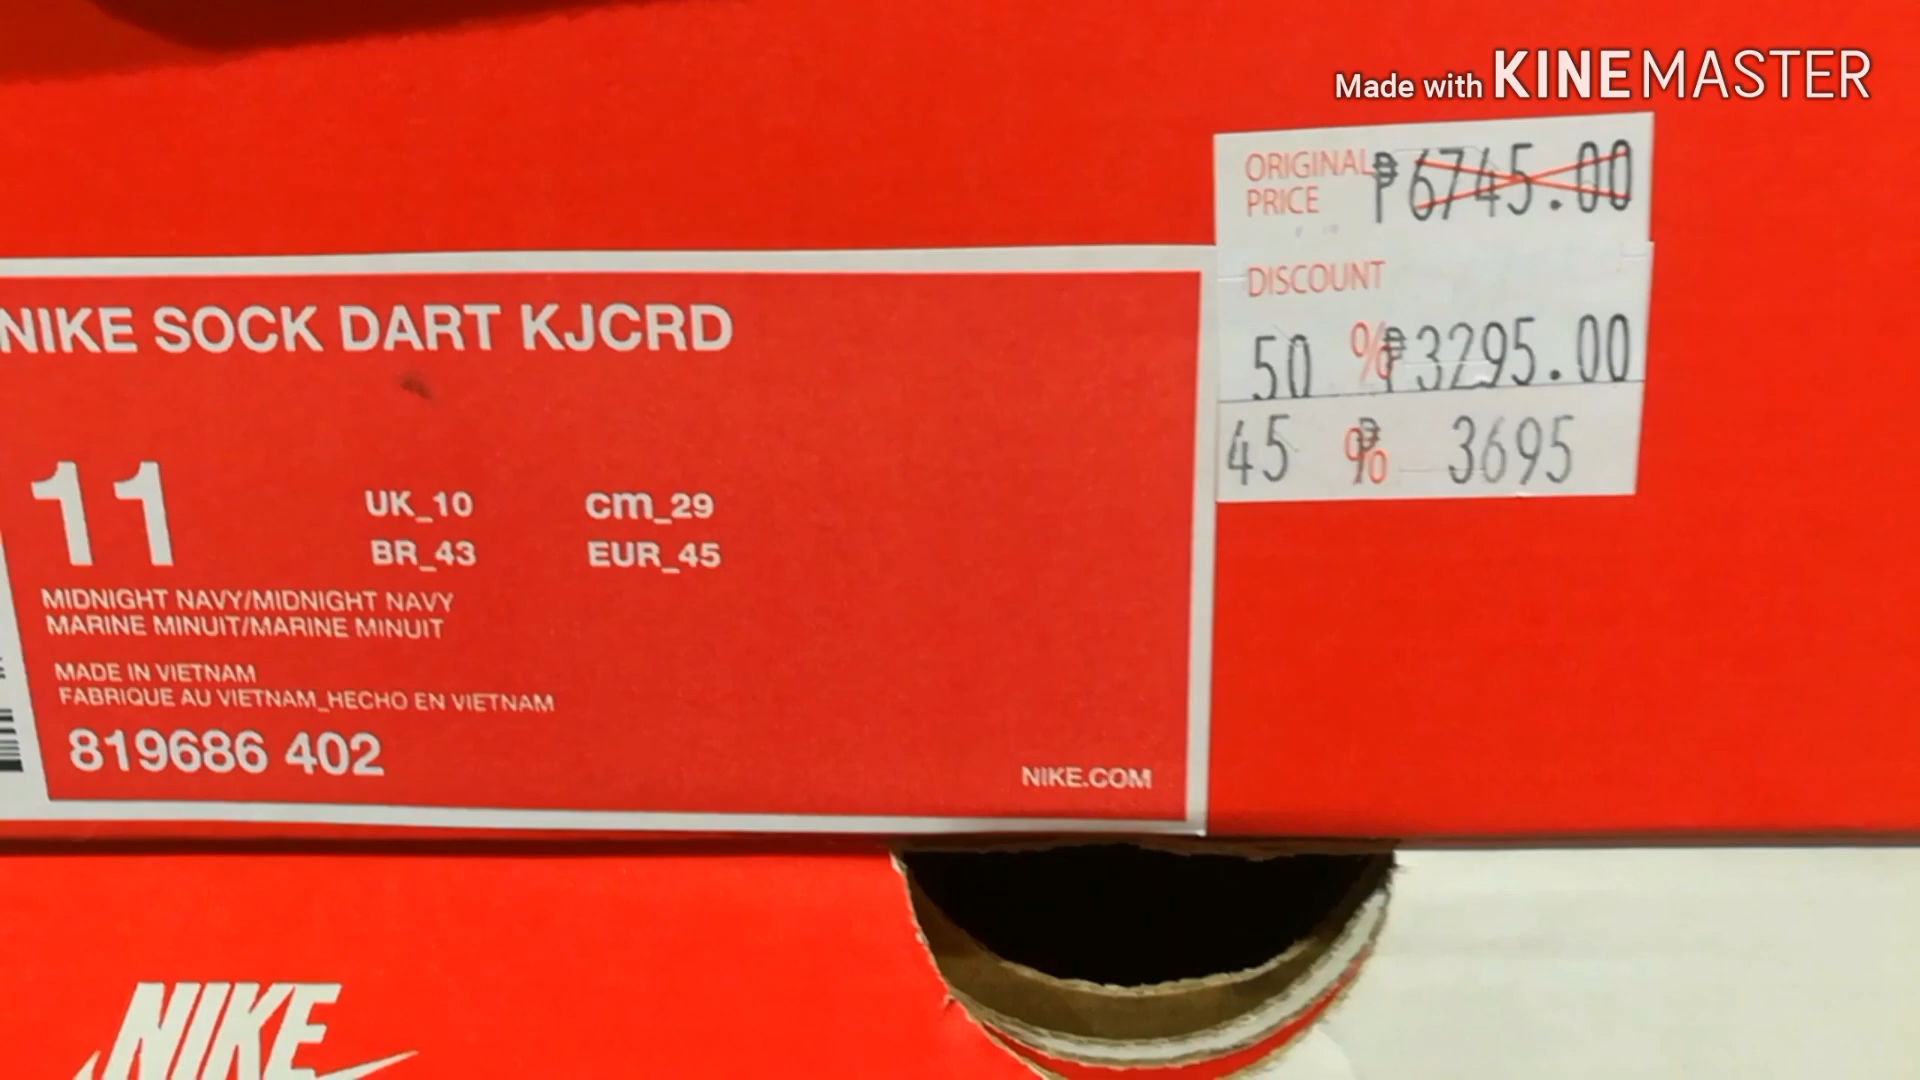 Made with KINEMASTER
ORIGINAL PRICE ₱6745.00
DISCOUNT
50 % ₱3295.00
45 % ₱ 3695
NIKE SOCK DART KJCRD
11 UK_10 cm_29
BR_43 EUR_45
MIDNIGHT NAVY/MIDNIGHT NAVY
MARINE MINUIT/MARINE MINUIT
MADE IN VIETNAM
FABRIQUE AU VIETNAM_HECHO EN VIETNAM
819686 402
NIKE.COM
NIKE